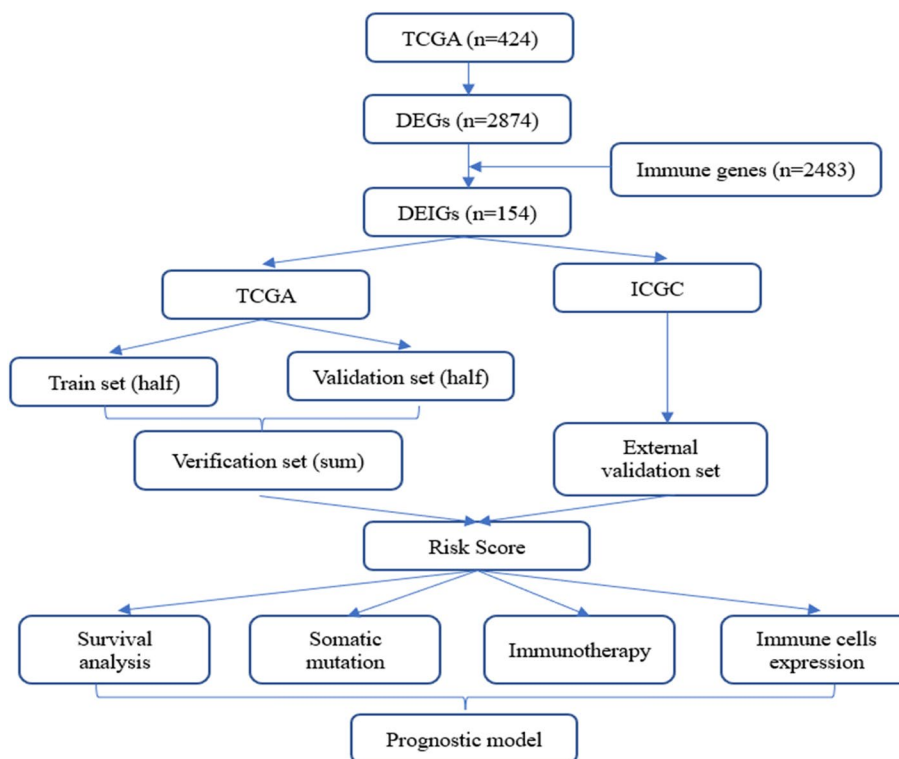 TCGA (n=424)
DEGs (n=2874)
Immune genes (n=2483)
DEIGs (n=154)
TCGA
ICGC
Train set (half)
Validation set (half)
Verification set (sum)
External
validation set
Risk Score
Survival
analysis
Somatic
mutation
Immunotherapy
Immune cells
expression
Prognostic model